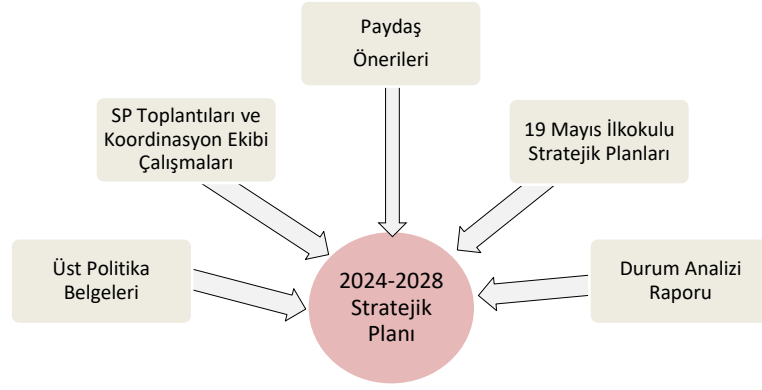 Paydaş
Önerileri
SP Toplantıları ve
Koordinasyon Ekibi
Çalışmaları
19 Mayıs İlkokulu
Stratejik Planları
Üst Politika
Belgeleri
2024-2028
Stratejik
Planı
Durum Analizi
Raporu